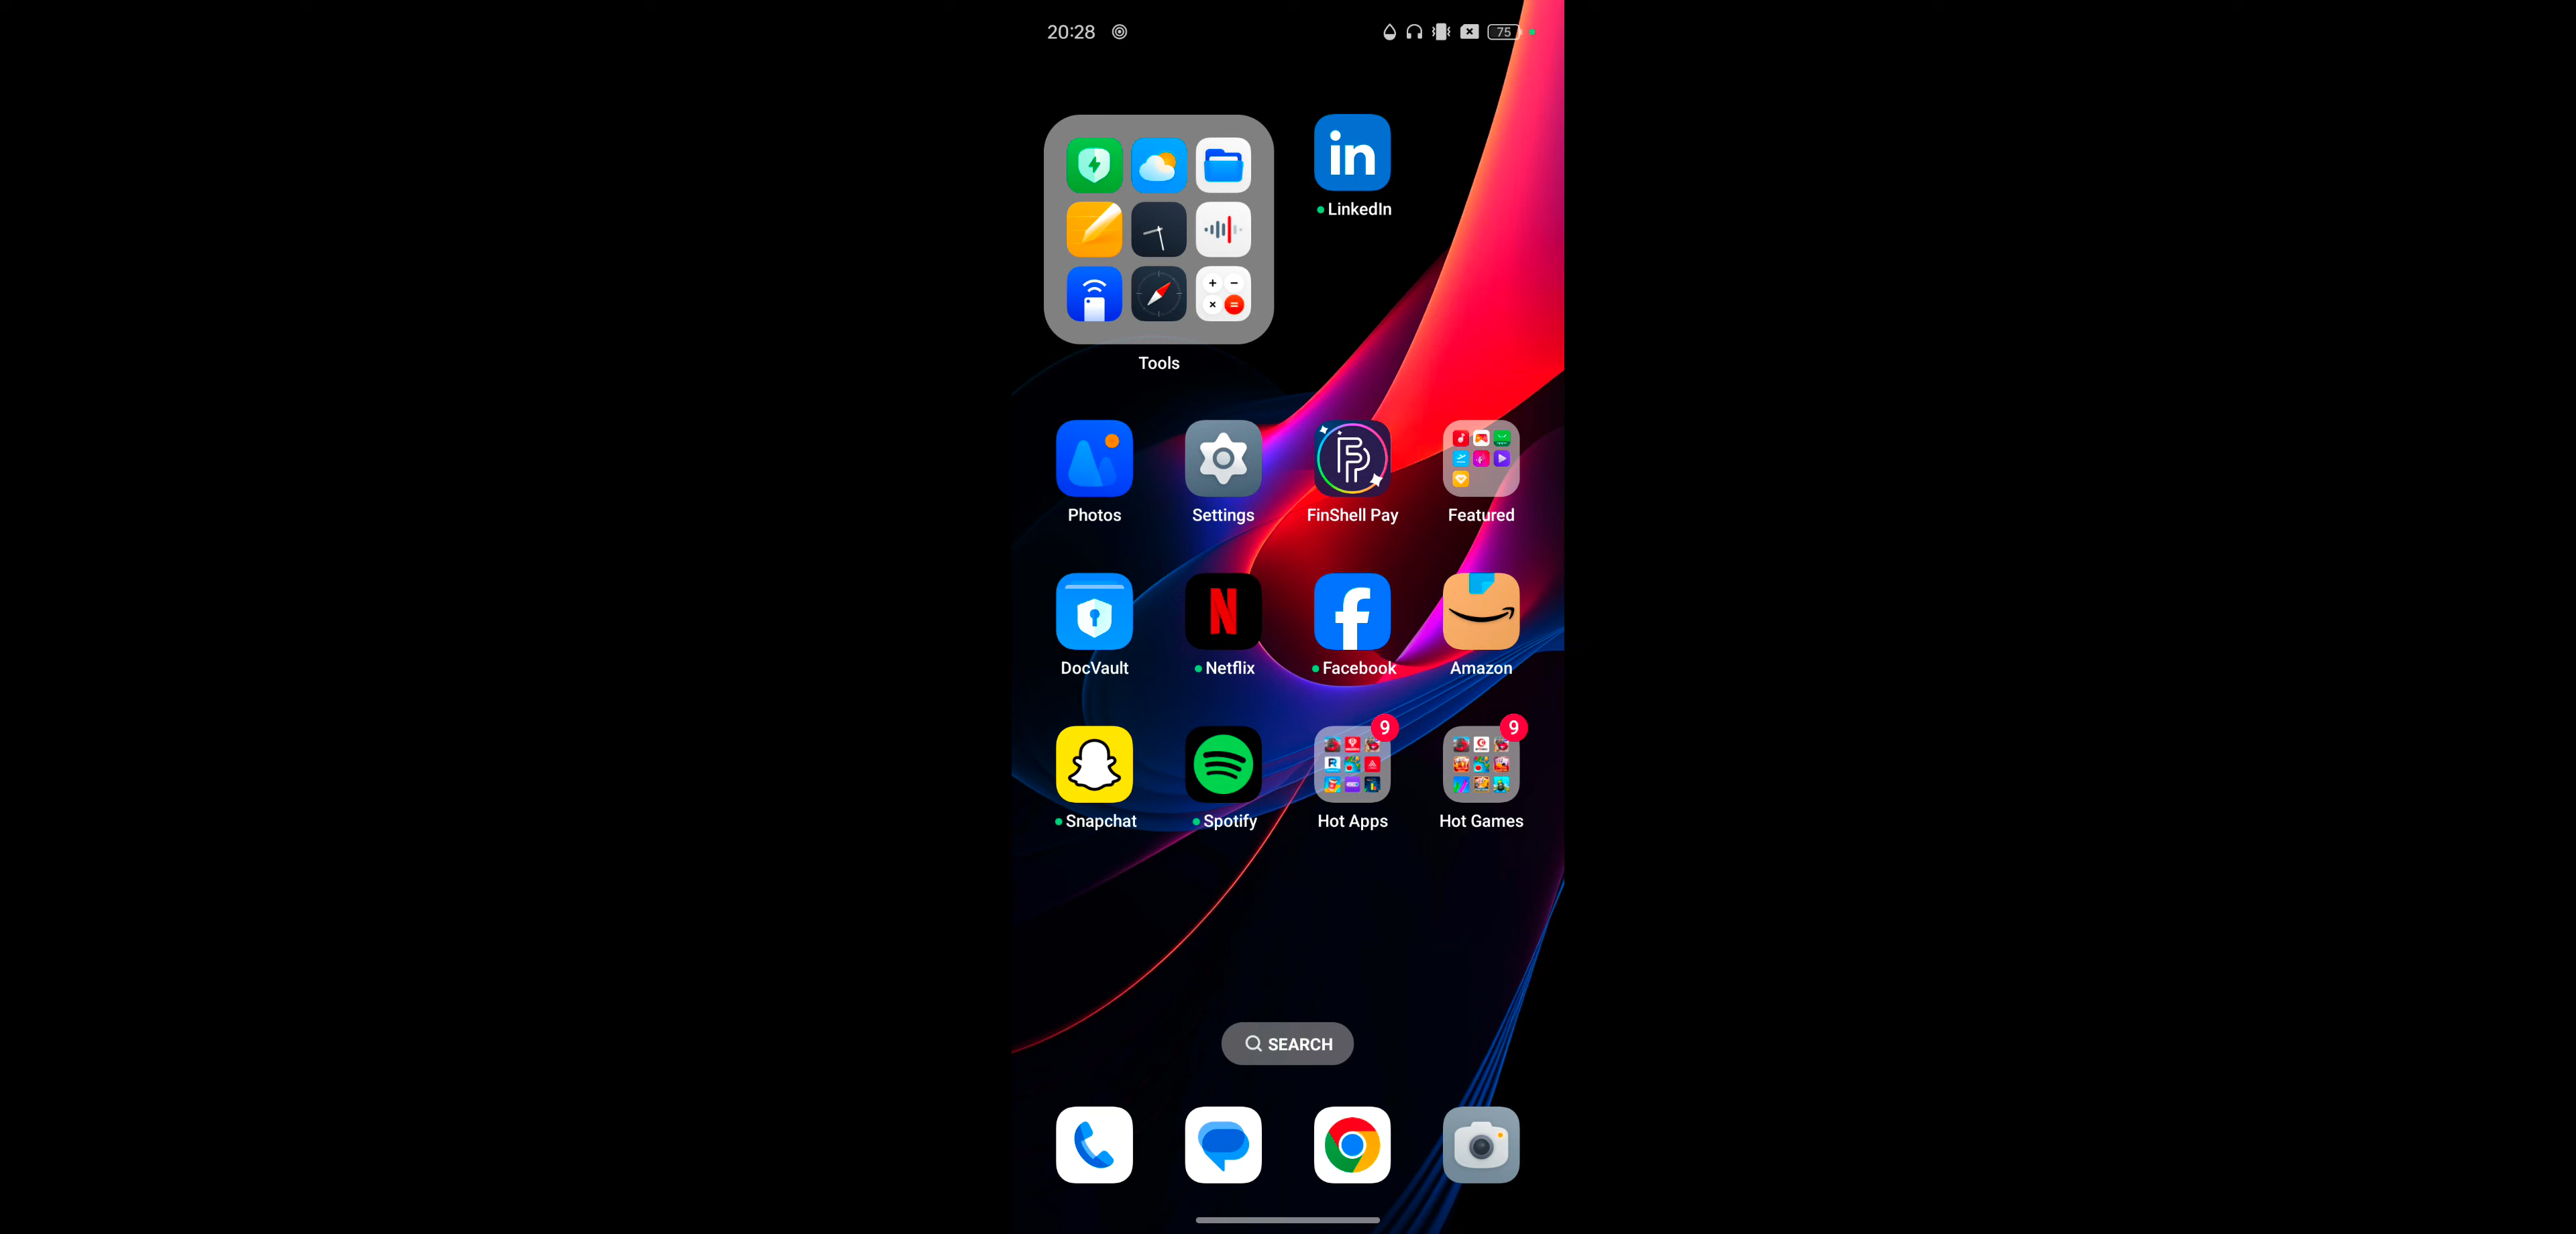 20:28
75
in
LinkedIn
Tools
Photos
Settings
FinShell Pay
Featured
DocVault
Netflix
Facebook
Amazon
9
9
Snapchat
Spotify
Hot Apps
Hot Games
SEARCH